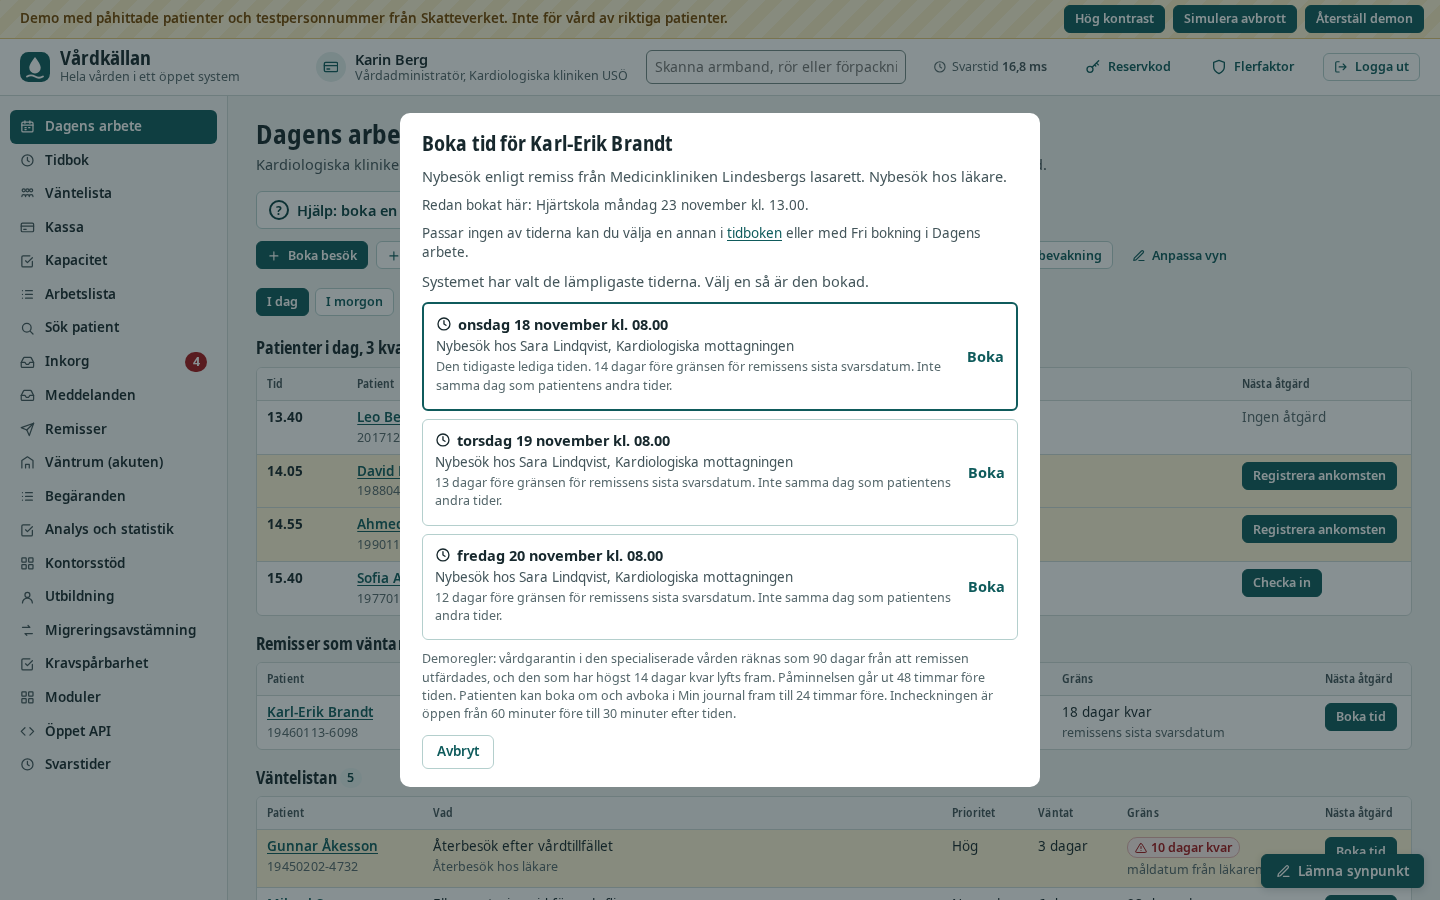 Demo med påhittade patienter och testpersonnummer från Skatteverket. Inte för vård av riktiga patienter.
Hög kontrast
Simulera avbrott
Återställ demon
Vårdkällan
Hela vården i ett öppet system
Karin Berg
Vårdadministratör, Kardiologiska kliniken USÖ
Skanna armband, rör eller förpackni
Svarstid 16,8 ms
Reservkod
Flerfaktor
Logga ut
Dagens arbete
Tidbok
Väntelista
Kassa
Kapacitet
Arbetslista
Sök patient
Inkorg 4
Meddelanden
Remisser
Väntrum (akuten)
Begäranden
Analys och statistik
Kontorsstöd
Utbildning
Migreringsavstämning
Kravspårbarhet
Moduler
Öppet API
Svarstider
Dagens arbe
Kardiologiska klinike
d.
Hjälp: boka en
Boka besök
bevakning
Anpassa vyn
I dag
I morgon
Boka tid för Karl-Erik Brandt
Nybesök enligt remiss från Medicinkliniken Lindesbergs lasarett. Nybesök hos läkare.
Redan bokat här: Hjärtskola måndag 23 november kl. 13.00.
Passar ingen av tiderna kan du välja en annan i tidboken eller med Fri bokning i Dagens
arbete.
Systemet har valt de lämpligaste tiderna. Välj en så är den bokad.
onsdag 18 november kl. 08.00
Nybesök hos Sara Lindqvist, Kardiologiska mottagningen
Den tidigaste lediga tiden. 14 dagar före gränsen för remissens sista svarsdatum. Inte
samma dag som patientens andra tider.
Boka
torsdag 19 november kl. 08.00
Nybesök hos Sara Lindqvist, Kardiologiska mottagningen
13 dagar före gränsen för remissens sista svarsdatum. Inte samma dag som patientens
andra tider.
Boka
fredag 20 november kl. 08.00
Nybesök hos Sara Lindqvist, Kardiologiska mottagningen
12 dagar före gränsen för remissens sista svarsdatum. Inte samma dag som patientens
andra tider.
Boka
Demoregler: vårdgarantin i den specialiserade vården räknas som 90 dagar från att remissen
utfärdades, och den som har högst 14 dagar kvar lyfts fram. Påminnelsen går ut 48 timmar före
tiden. Patienten kan boka om och avboka i Min journal fram till 24 timmar före. Incheckningen är
öppen från 60 minuter före till 30 minuter efter tiden.
Avbryt
Patienter i dag, 3 kva
Tid Patient Nästa åtgärd
13.40 Leo Be Ingen åtgärd
201712
14.05 David Registrera ankomsten
198804
14.55 Ahmed Registrera ankomsten
199011
15.40 Sofia A Checka in
197701
Remisser som väntar
Patient Gräns Nästa åtgärd
Karl-Erik Brandt 18 dagar kvar Boka tid
19460113-6098 remissens sista svarsdatum
Väntelistan 5
Patient Vad Prioritet Väntat Gräns Nästa åtgärd
Gunnar Åkesson Återbesök efter vårdtillfället Hög 3 dagar 10 dagar kvar Boka tid
19450202-4732 Återbesök hos läkare måldatum från läkaren
Lämna synpunkt